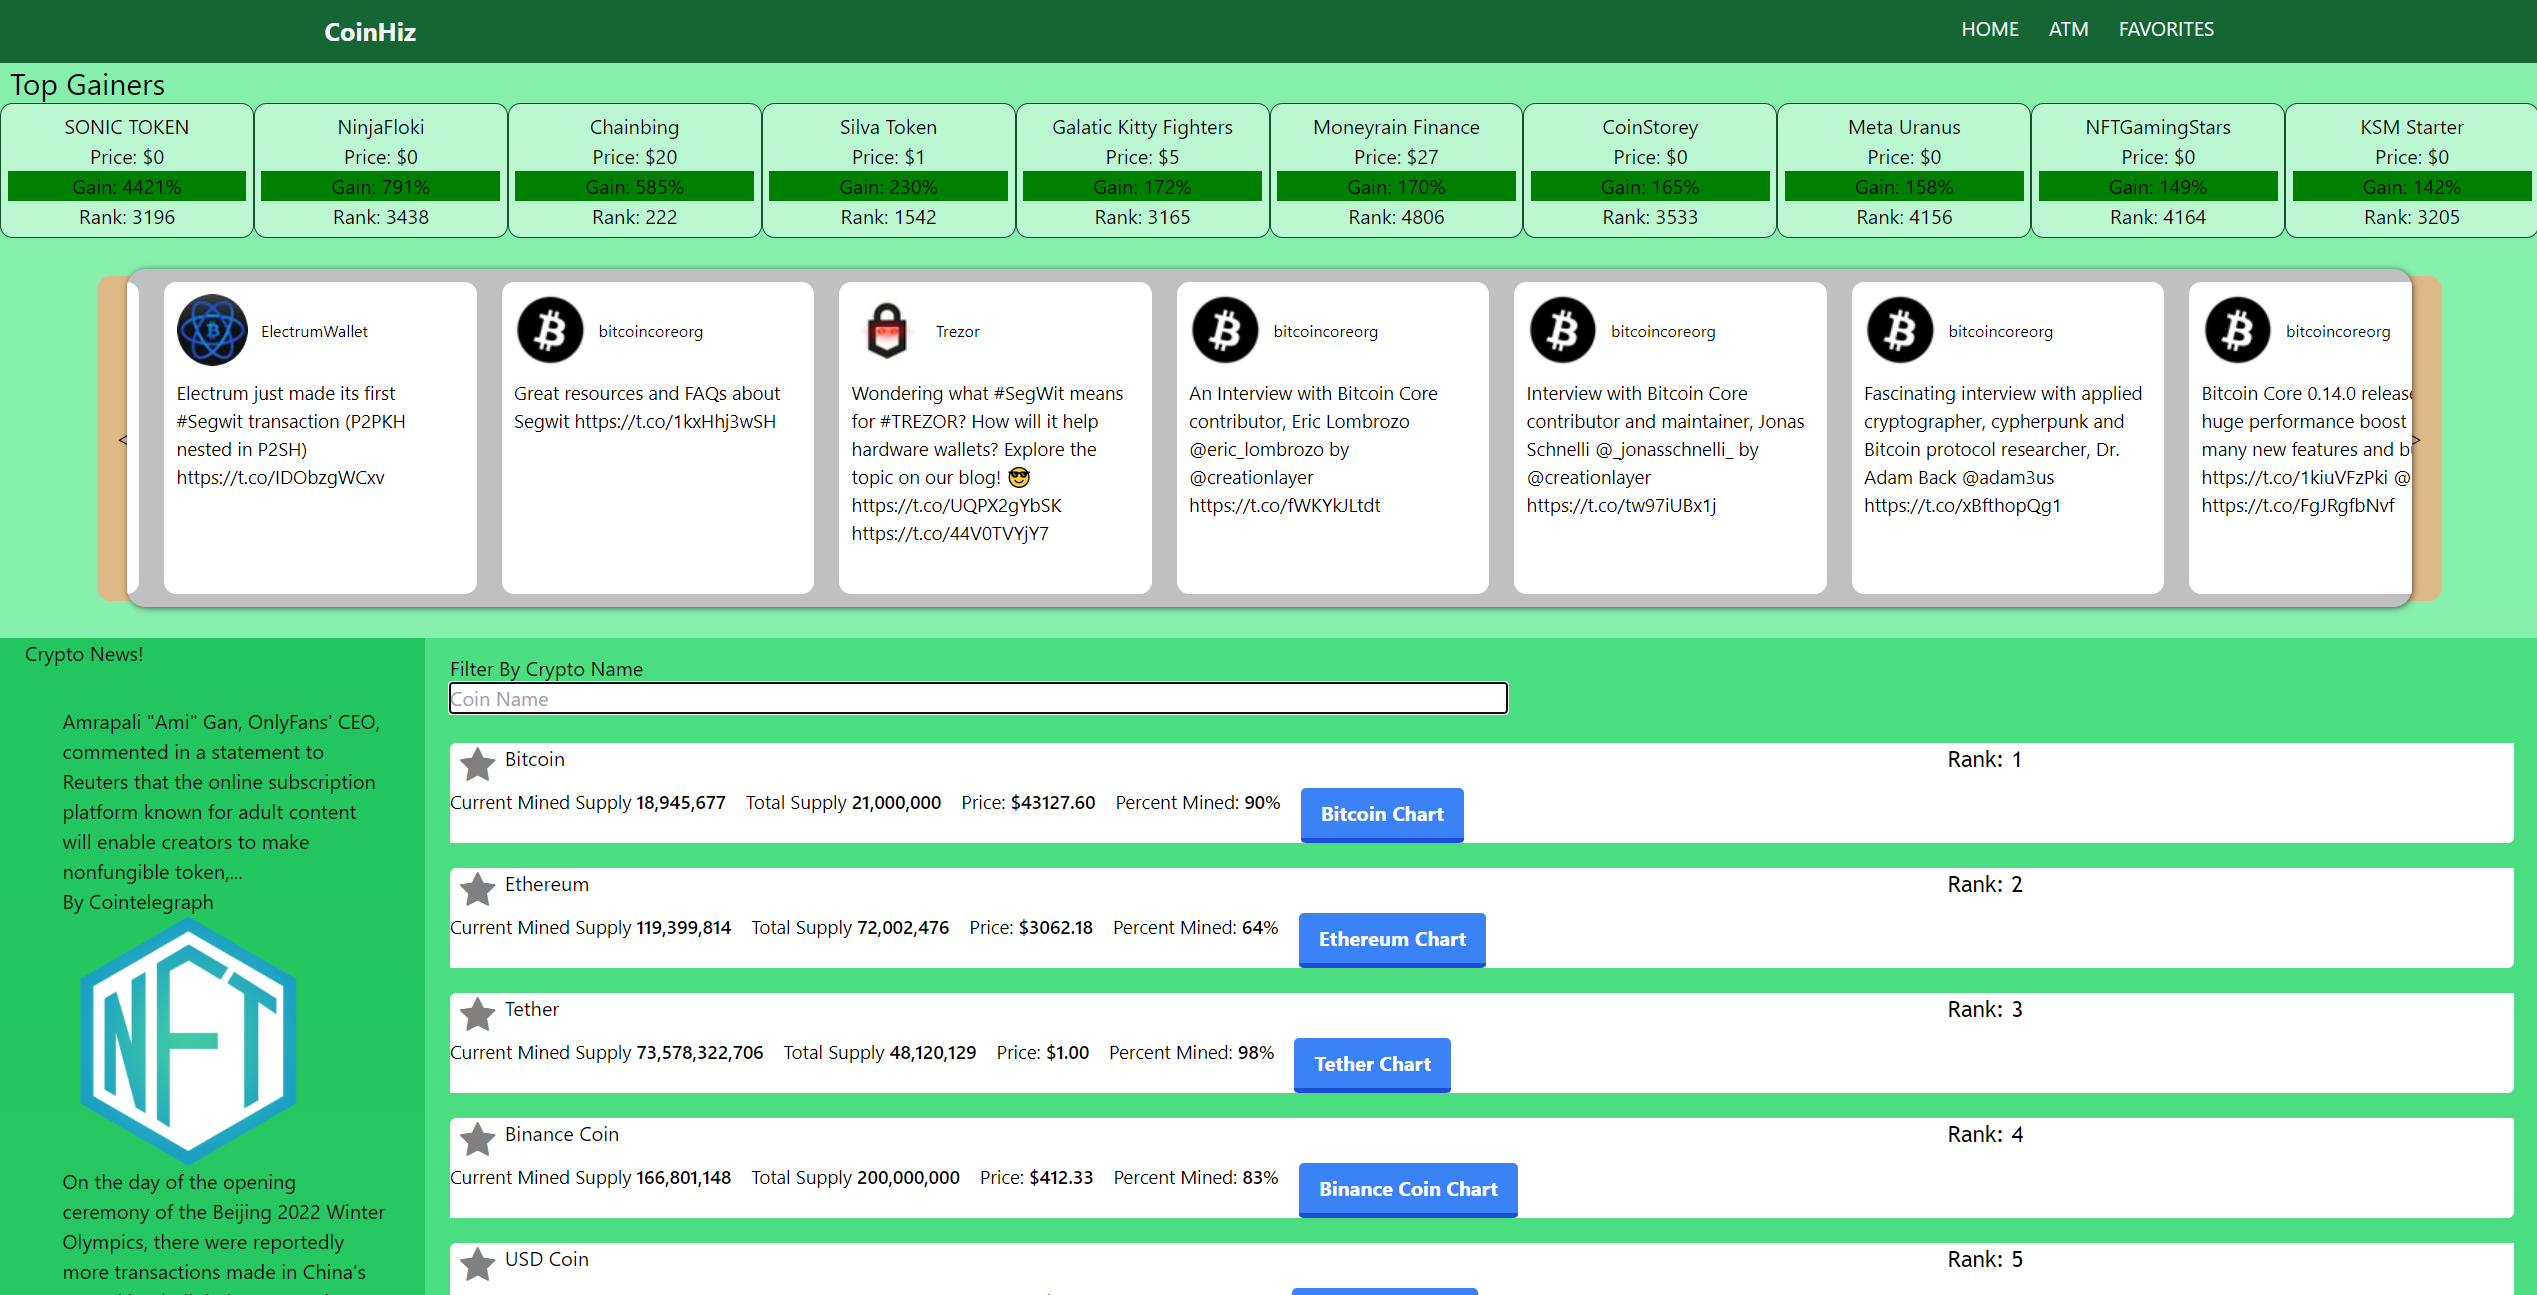 CoinHiz
HOME ATM FAVORITES
Top Gainers
SONIC TOKEN
Price: $0
Gain: 4421%
Rank: 3196
NinjaFloki
Price: $0
Gain: 791%
Rank: 3438
Chainbing
Price: $20
Gain: 585%
Rank: 222
Silva Token
Price: $1
Gain: 230%
Rank: 1542
Galatic Kitty Fighters
Price: $5
Gain: 172%
Rank: 3165
Moneyrain Finance
Price: $27
Gain: 170%
Rank: 4806
CoinStorey
Price: $0
Gain: 165%
Rank: 3533
Meta Uranus
Price: $0
Gain: 158%
Rank: 4156
NFTGamingStars
Price: $0
Gain: 149%
Rank: 4164
KSM Starter
Price: $0
Gain: 142%
Rank: 3205
<
ElectrumWallet
Electrum just made its first
#Segwit transaction (P2PKH
nested in P2SH)
https://t.co/IDObzgWCxv
bitcoincoreorg
Great resources and FAQs about
Segwit https://t.co/1kxHhj3wSH
Trezor
Wondering what #SegWit means
for #TREZOR? How will it help
hardware wallets? Explore the
topic on our blog! 😎
https://t.co/UQPX2gYbSK
https://t.co/44V0TVYjY7
bitcoincoreorg
An Interview with Bitcoin Core
contributor, Eric Lombrozo
@eric_lombrozo by
@creationlayer
https://t.co/fWKYkJLtdt
bitcoincoreorg
Interview with Bitcoin Core
contributor and maintainer, Jonas
Schnelli @_jonasschnelli_ by
@creationlayer
https://t.co/tw97iUBx1j
bitcoincoreorg
Fascinating interview with applied
cryptographer, cypherpunk and
Bitcoin protocol researcher, Dr.
Adam Back @adam3us
https://t.co/xBfthopQg1
bitcoincoreorg
Bitcoin Core 0.14.0 release
huge performance boost
many new features and
https://t.co/1kiuVFzPki @
https://t.co/FgJRgfbNvf
>
Crypto News!
Amrapali "Ami" Gan, OnlyFans' CEO,
commented in a statement to
Reuters that the online subscription
platform known for adult content
will enable creators to make
nonfungible token,...
By Cointelegraph
NFT
On the day of the opening
ceremony of the Beijing 2022 Winter
Olympics, there were reportedly
more transactions made in China's
Filter By Crypto Name
Coin Name
Bitcoin Rank: 1
Current Mined Supply 18,945,677 Total Supply 21,000,000 Price: $43127.60 Percent Mined: 90% Bitcoin Chart
Ethereum Rank: 2
Current Mined Supply 119,399,814 Total Supply 72,002,476 Price: $3062.18 Percent Mined: 64% Ethereum Chart
Tether Rank: 3
Current Mined Supply 73,578,322,706 Total Supply 48,120,129 Price: $1.00 Percent Mined: 98% Tether Chart
Binance Coin Rank: 4
Current Mined Supply 166,801,148 Total Supply 200,000,000 Price: $412.33 Percent Mined: 83% Binance Coin Chart
USD Coin Rank: 5